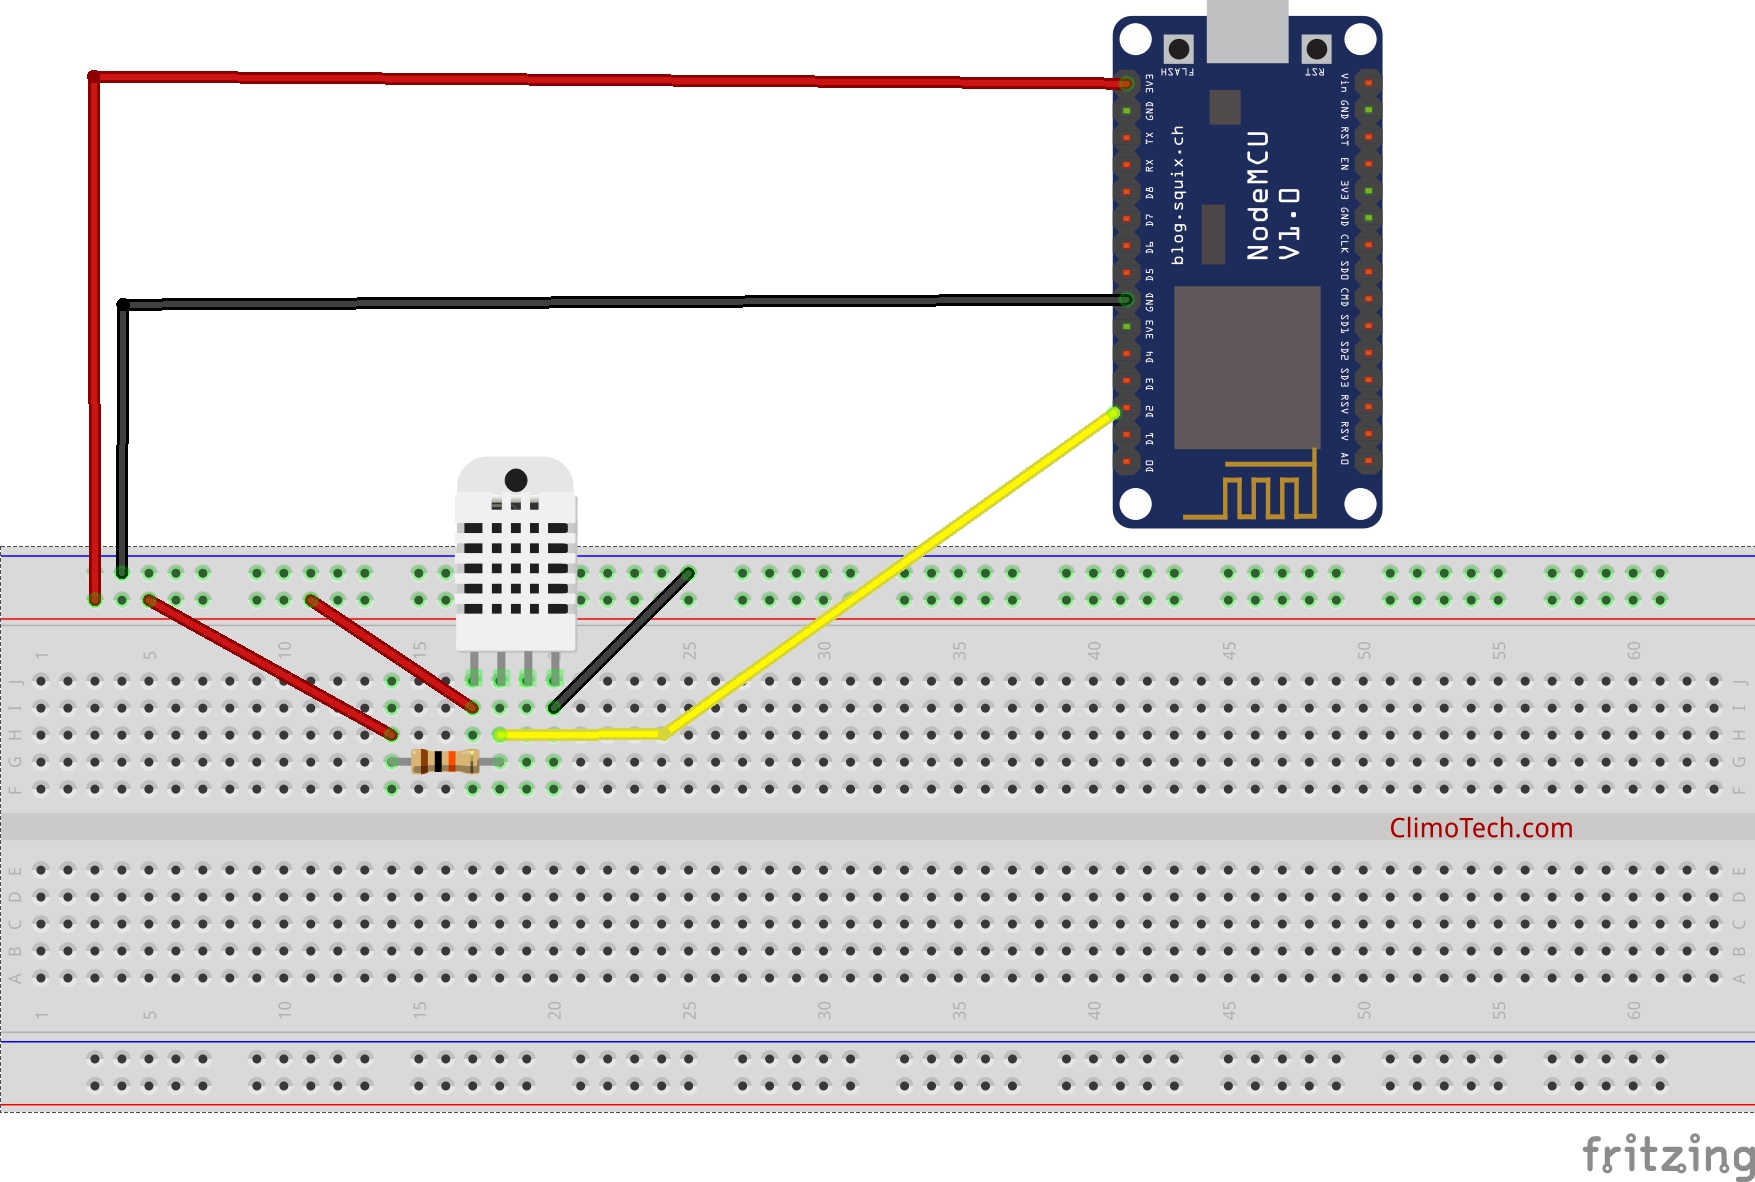 FLASH
RST
3V3
GND
TX
RX
D8
D7
D6
D5
GND
3V3
D4
D3
D2
D1
D0
blog.squix.ch
NodeMCU
V1.0
Vin
GND
RST
EN
3V3
GND
CLK
SD0
CMD
SD1
SD2
SD3
RSV
RSV
A0
1 5 10 15 25 30 35 40 45 50 55 60
J J
I I
H H
G G
F F
ClimoTech.com
E E
D D
C C
B B
A A
1 5 10 15 20 25 30 35 40 45 50 55 60
fritzing